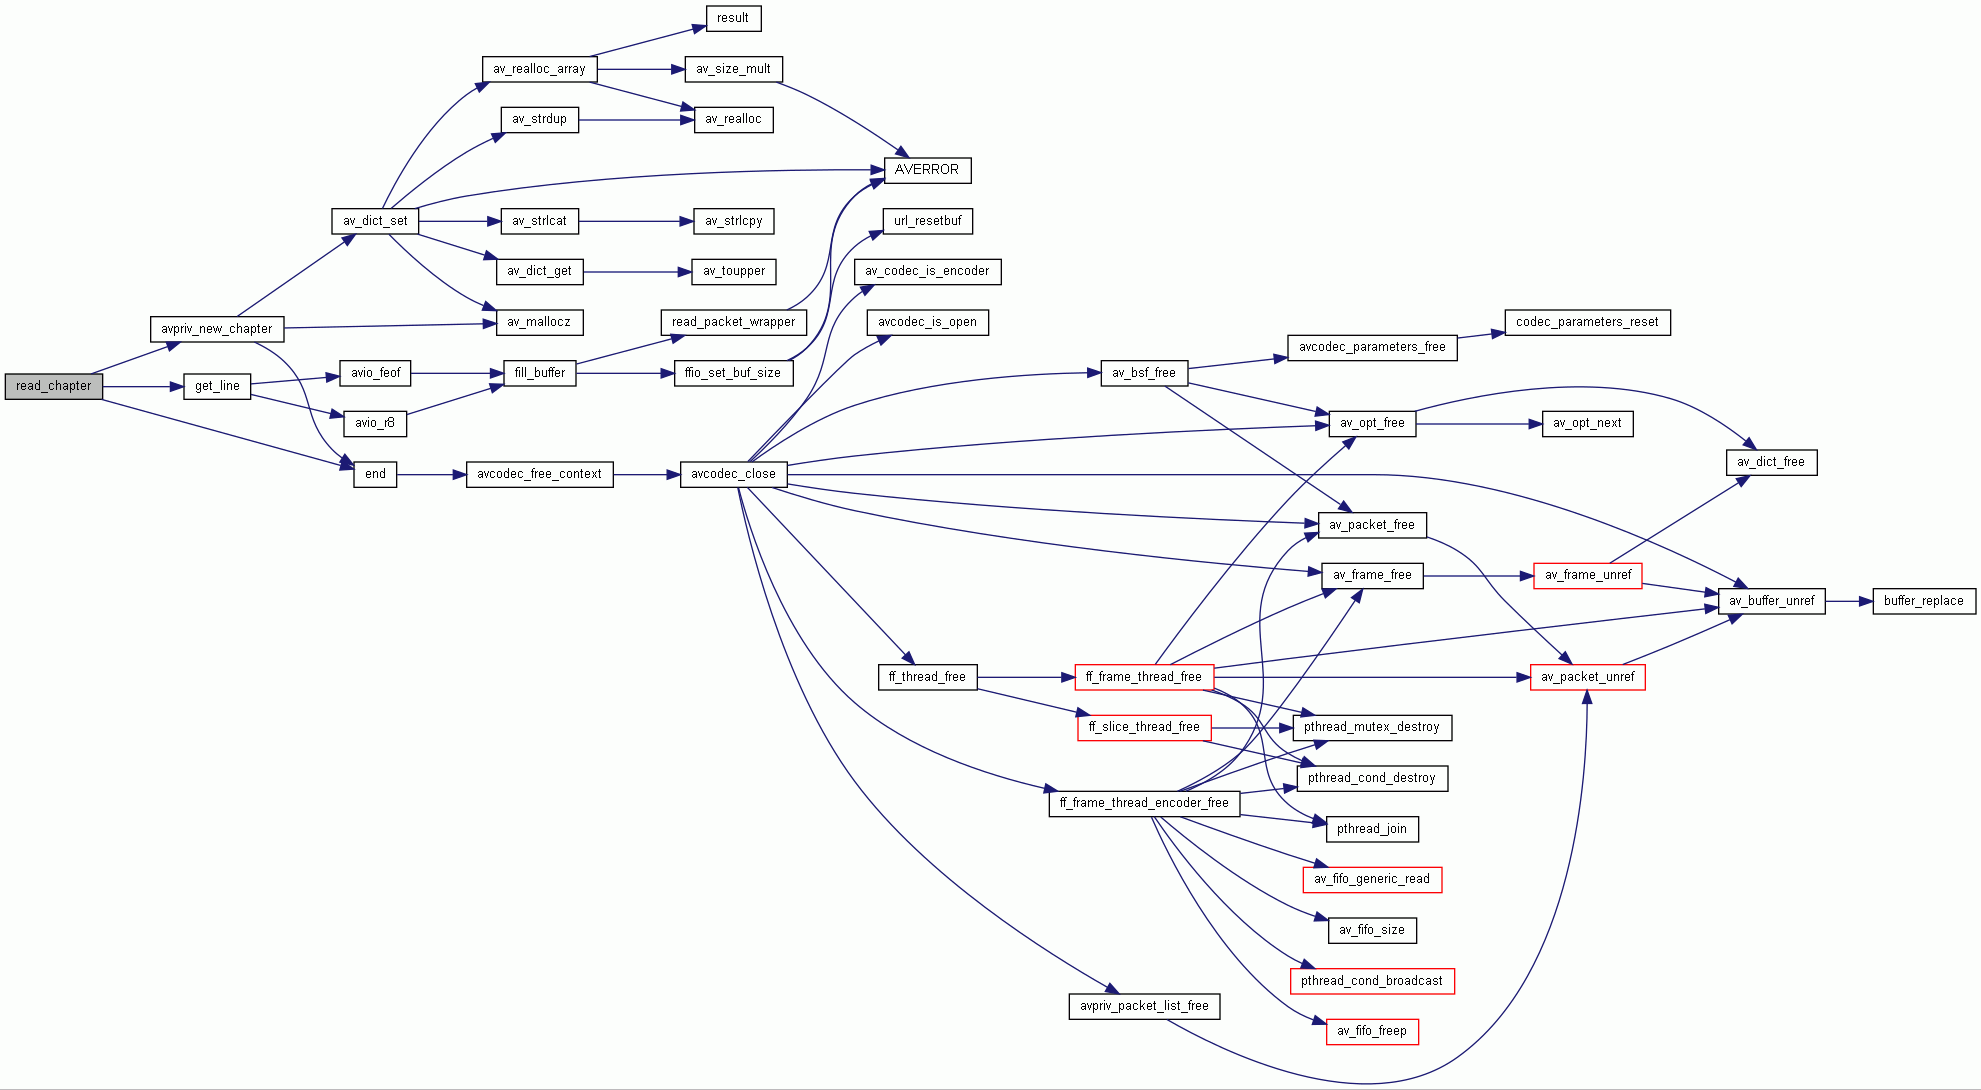 result
av_realloc_array
av_size_mult
av_strdup
av_realloc
AVERROR
av_dict_set
av_strlcat
av_strlcpy
url_resetbuf
av_dict_get
av_toupper
av_codec_is_encoder
avpriv_new_chapter
av_mallocz
read_packet_wrapper
avcodec_is_open
codec_parameters_reset
avcodec_parameters_free
read_chapter
get_line
avio_feof
fill_buffer
ffio_set_buf_size
av_bsf_free
avio_r8
av_opt_free
av_opt_next
end
avcodec_free_context
avcodec_close
av_dict_free
av_packet_free
av_frame_free
av_frame_unref
av_buffer_unref
buffer_replace
ff_thread_free
ff_frame_thread_free
av_packet_unref
ff_slice_thread_free
pthread_mutex_destroy
pthread_cond_destroy
ff_frame_thread_encoder_free
pthread_join
av_fifo_generic_read
av_fifo_size
pthread_cond_broadcast
avpriv_packet_list_free
av_fifo_freep